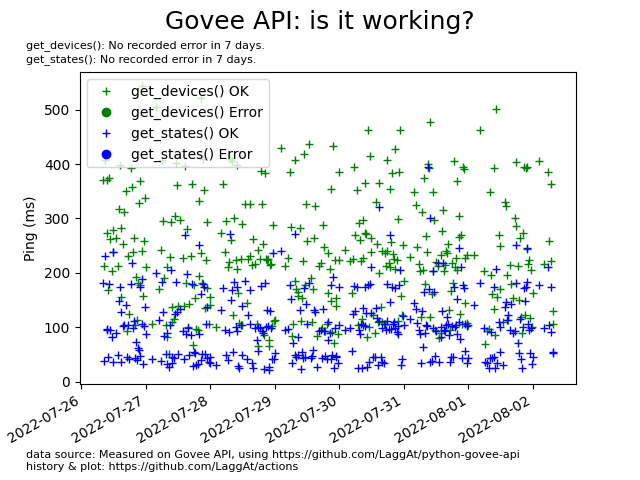 Govee API: is it working?
get_devices(): No recorded error in 7 days.
get_states(): No recorded error in 7 days.
get_devices() OK
get_devices() Error
get_states() OK
get_states() Error
Ping (ms)
500
400
300
200
100
0
2022-07-26
2022-07-27
2022-07-28
2022-07-29
2022-07-30
2022-07-31
2022-08-01
2022-08-02
data source: Measured on Govee API, using https://github.com/LaggAt/python-govee-api
history & plot: https://github.com/LaggAt/actions